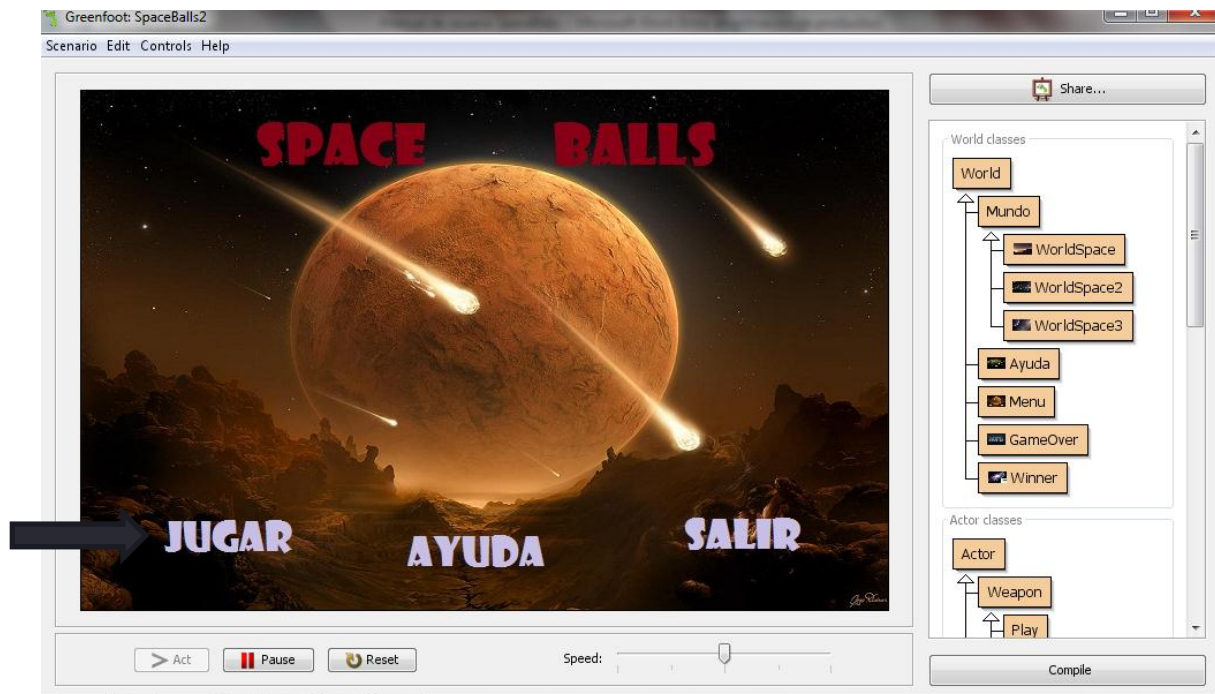 Greenfoot: SpaceBalls2
Scenario Edit Controls Help
SPACE BALLS
JUGAR
AYUDA
SALIR
Act
Pause
Reset
Speed:
Share...
World classes
World
Mundo
WorldSpace
WorldSpace2
WorldSpace3
Ayuda
Menu
GameOver
Winner
Actor classes
Actor
Weapon
Play
Compile